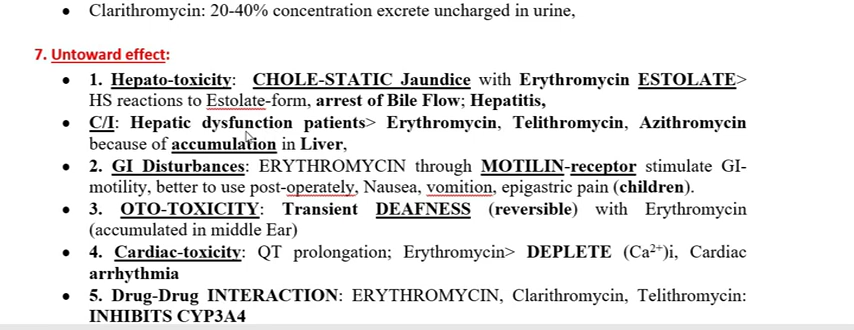 • Clarithromycin: 20-40% concentration excrete uncharged in urine,
7. Untoward effect:
• 1. Hepato-toxicity: CHOLE-STATIC Jaundice with Erythromycin ESTOLATE>
HS reactions to Estolate-form, arrest of Bile Flow; Hepatitis,
• C/I: Hepatic dysfunction patients> Erythromycin, Telithromycin, Azithromycin
because of accumulation in Liver,
• 2. GI Disturbances: ERYTHROMYCIN through MOTILIN-receptor stimulate GI-
motility, better to use post-operately, Nausea, vomition, epigastric pain (children).
• 3. OTO-TOXICITY: Transient DEAFNESS (reversible) with Erythromycin
(accumulated in middle Ear)
• 4. Cardiac-toxicity: QT prolongation; Erythromycin> DEPLETE (Ca²⁺)i, Cardiac
arrhythmia
• 5. Drug-Drug INTERACTION: ERYTHROMYCIN, Clarithromycin, Telithromycin:
INHIBITS CYP3A4